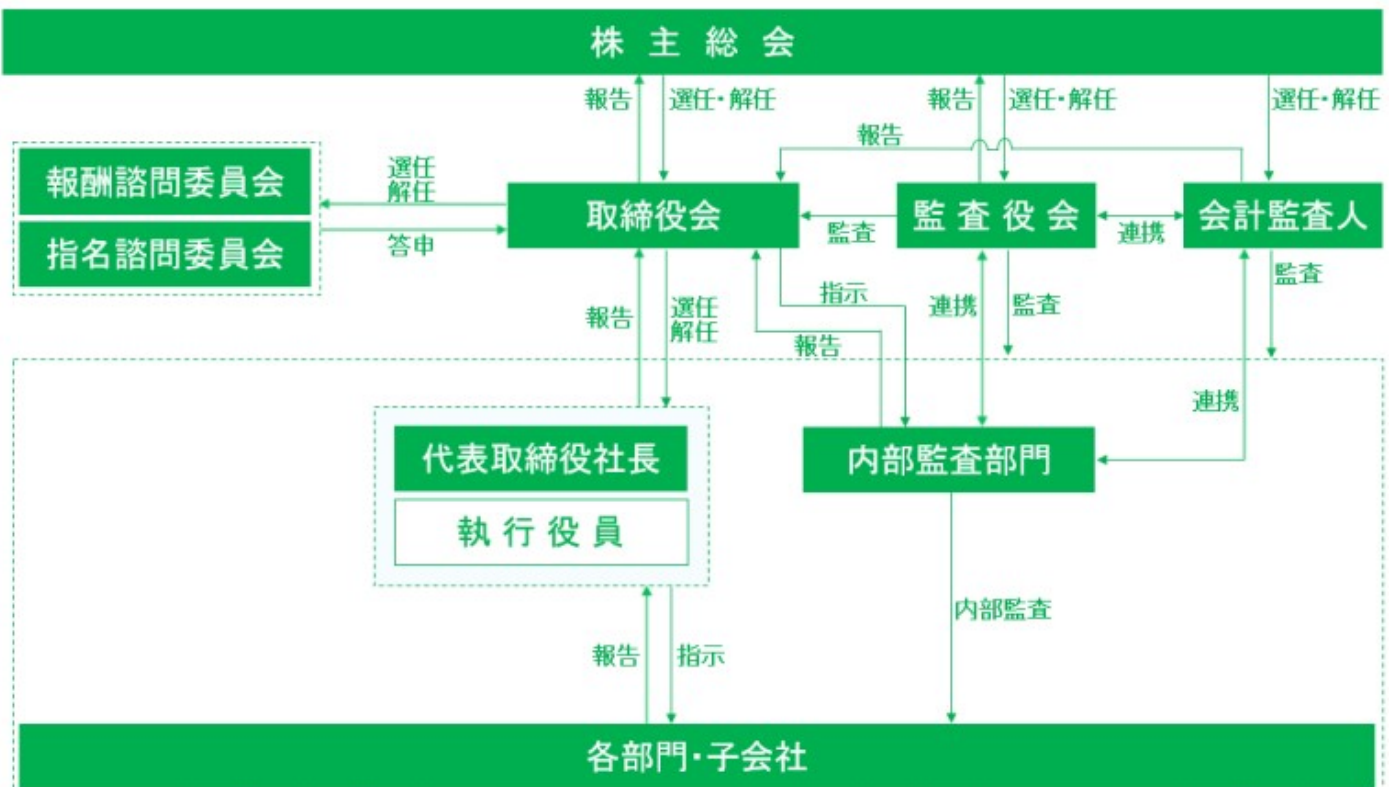 株主総会
報告
選任・解任
報告
選任・解任
選任・解任
報告
報酬諮問委員会
指名諮問委員会
選任
解任
答申
取締役会
監査
監査役会
連携
会計監査人
報告
選任
解任
指示
報告
連携
監査
監査
連携
代表取締役社長
執行役員
内部監査部門
内部監査
報告
指示
各部門・子会社